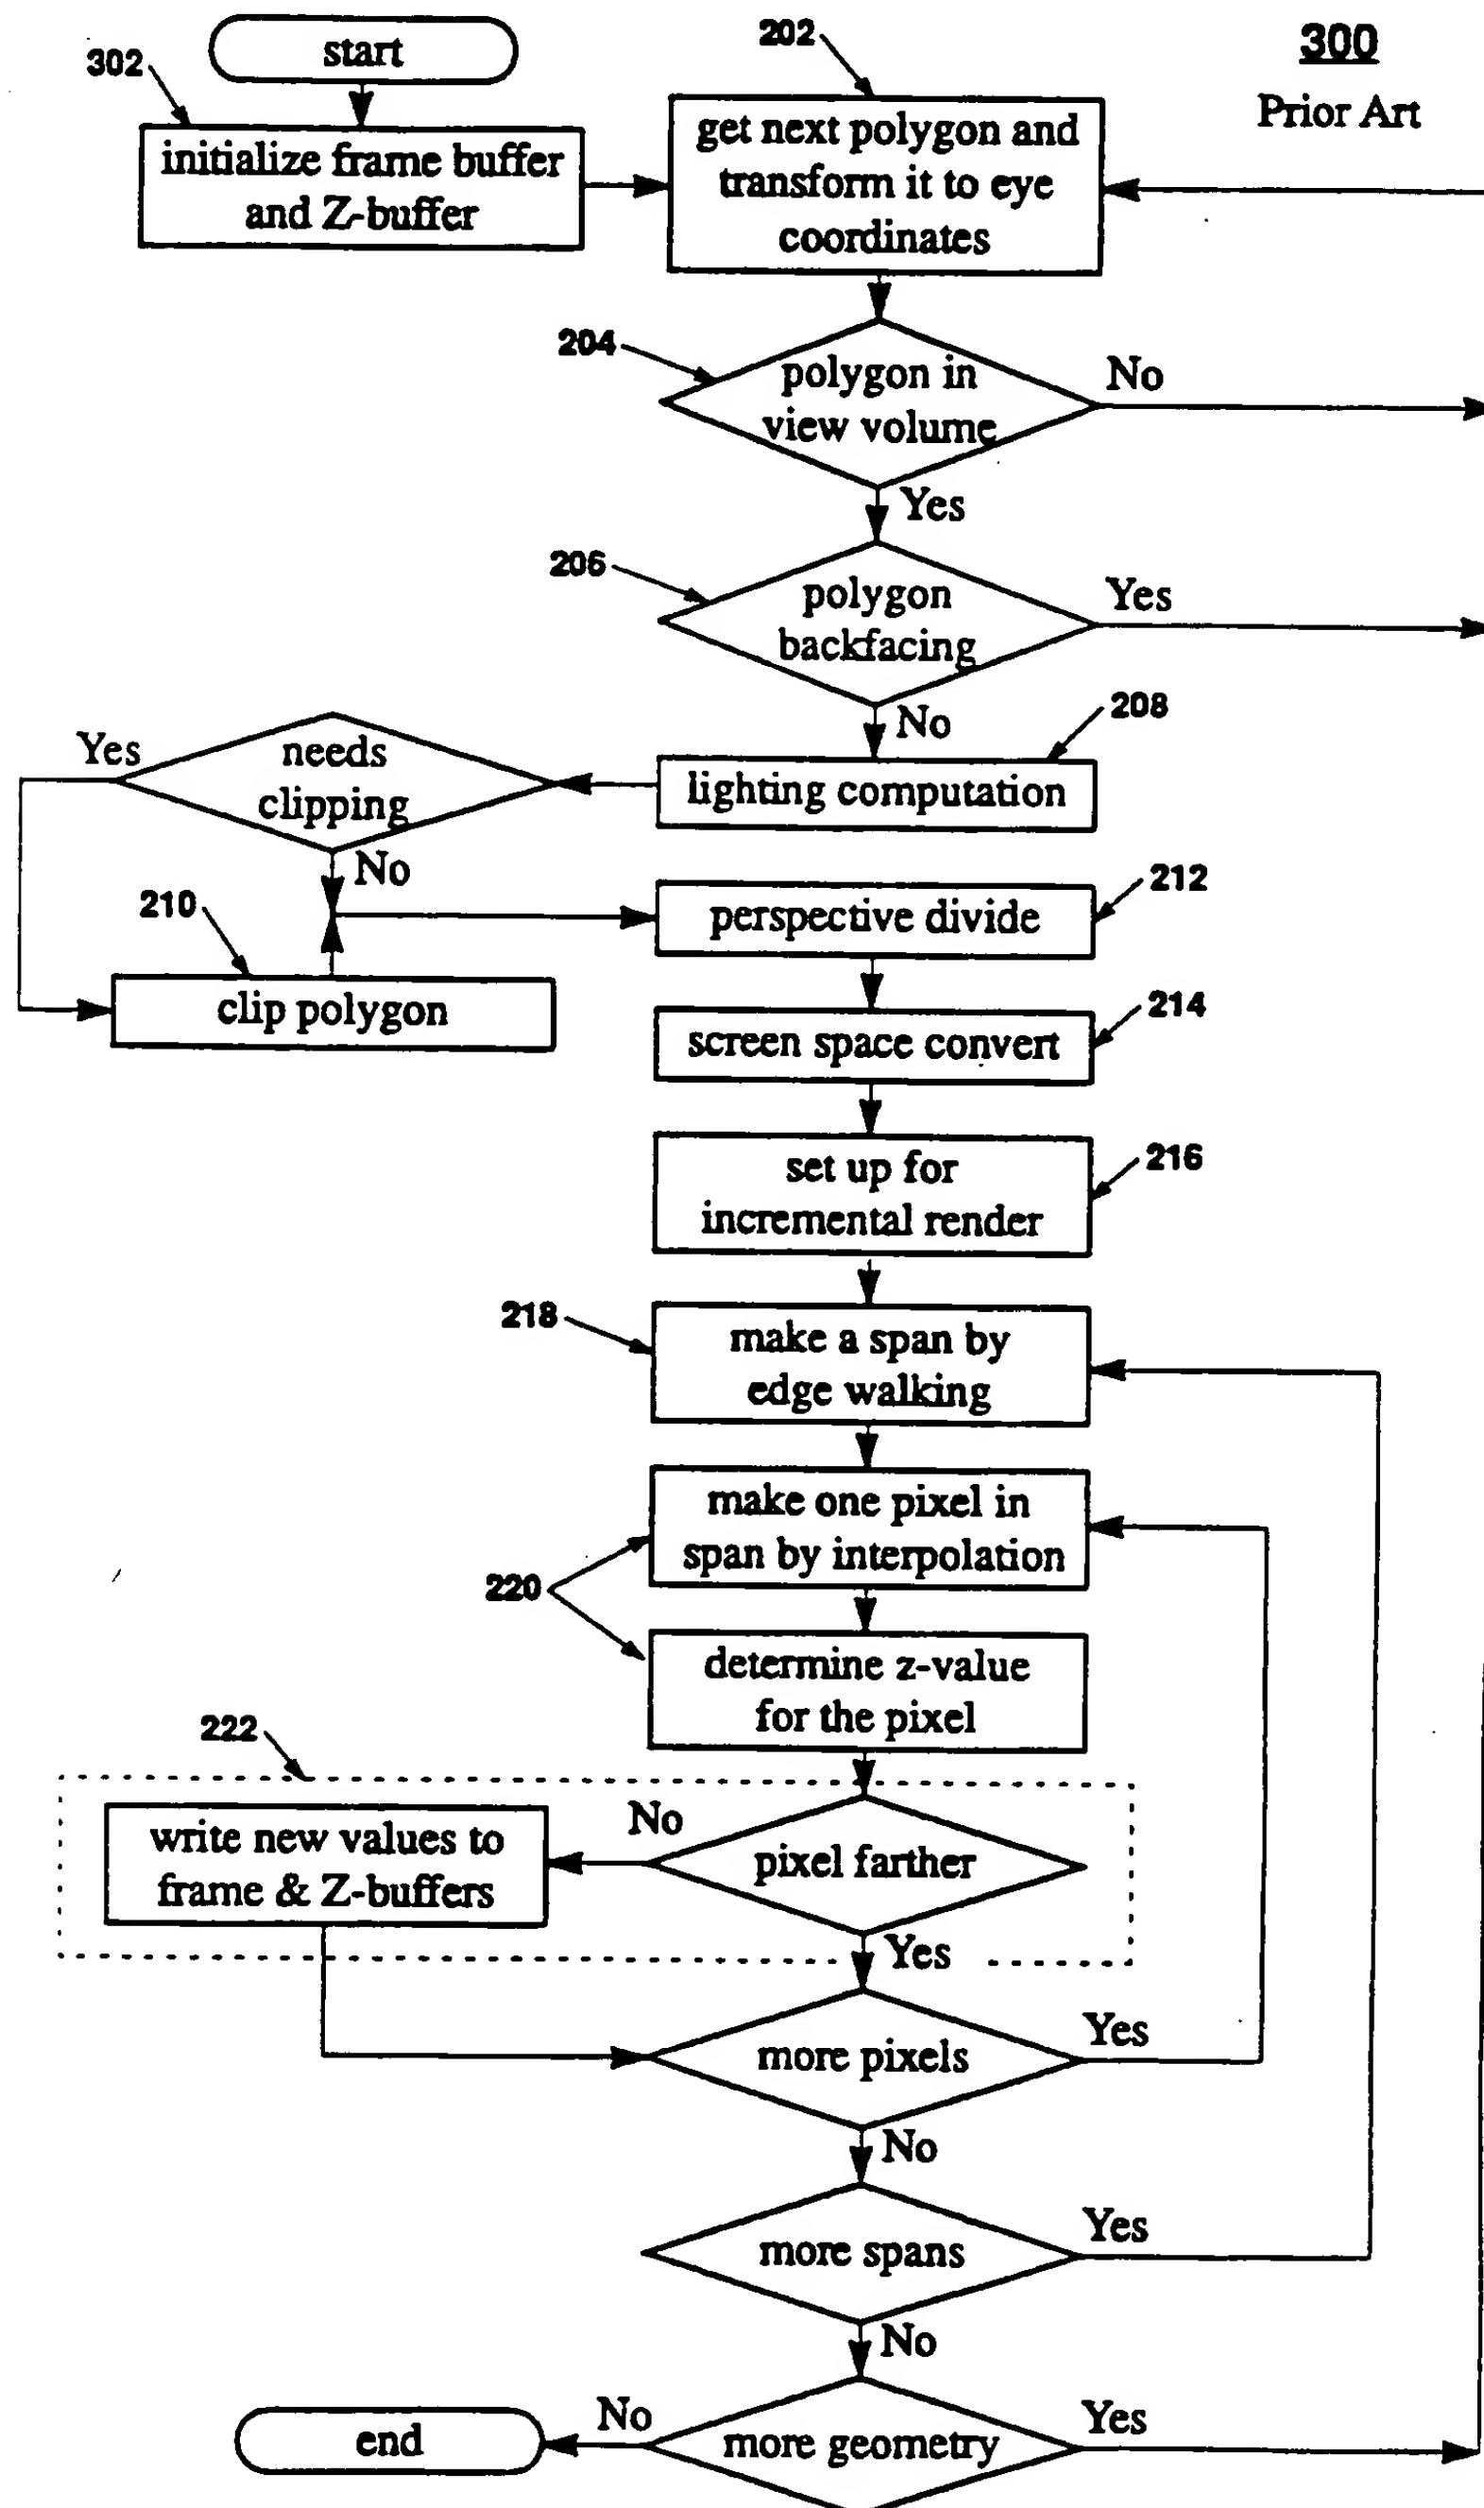 start
302
202
300
Prior Art
initialize frame buffer
and Z-buffer
get next polygon and
transform it to eye
coordinates
204
polygon in
view volume
No
Yes
206
polygon
backfacing
Yes
No
208
lighting computation
needs
clipping
Yes
No
210
clip polygon
perspective divide
212
screen space convert
214
set up for
incremental render
216
218
make a span by
edge walking
make one pixel in
span by interpolation
220
determine z-value
for the pixel
222
write new values to
frame & Z-buffers
No
pixel farther
Yes
more pixels
Yes
No
more spans
Yes
No
more geometry
Yes
No
end